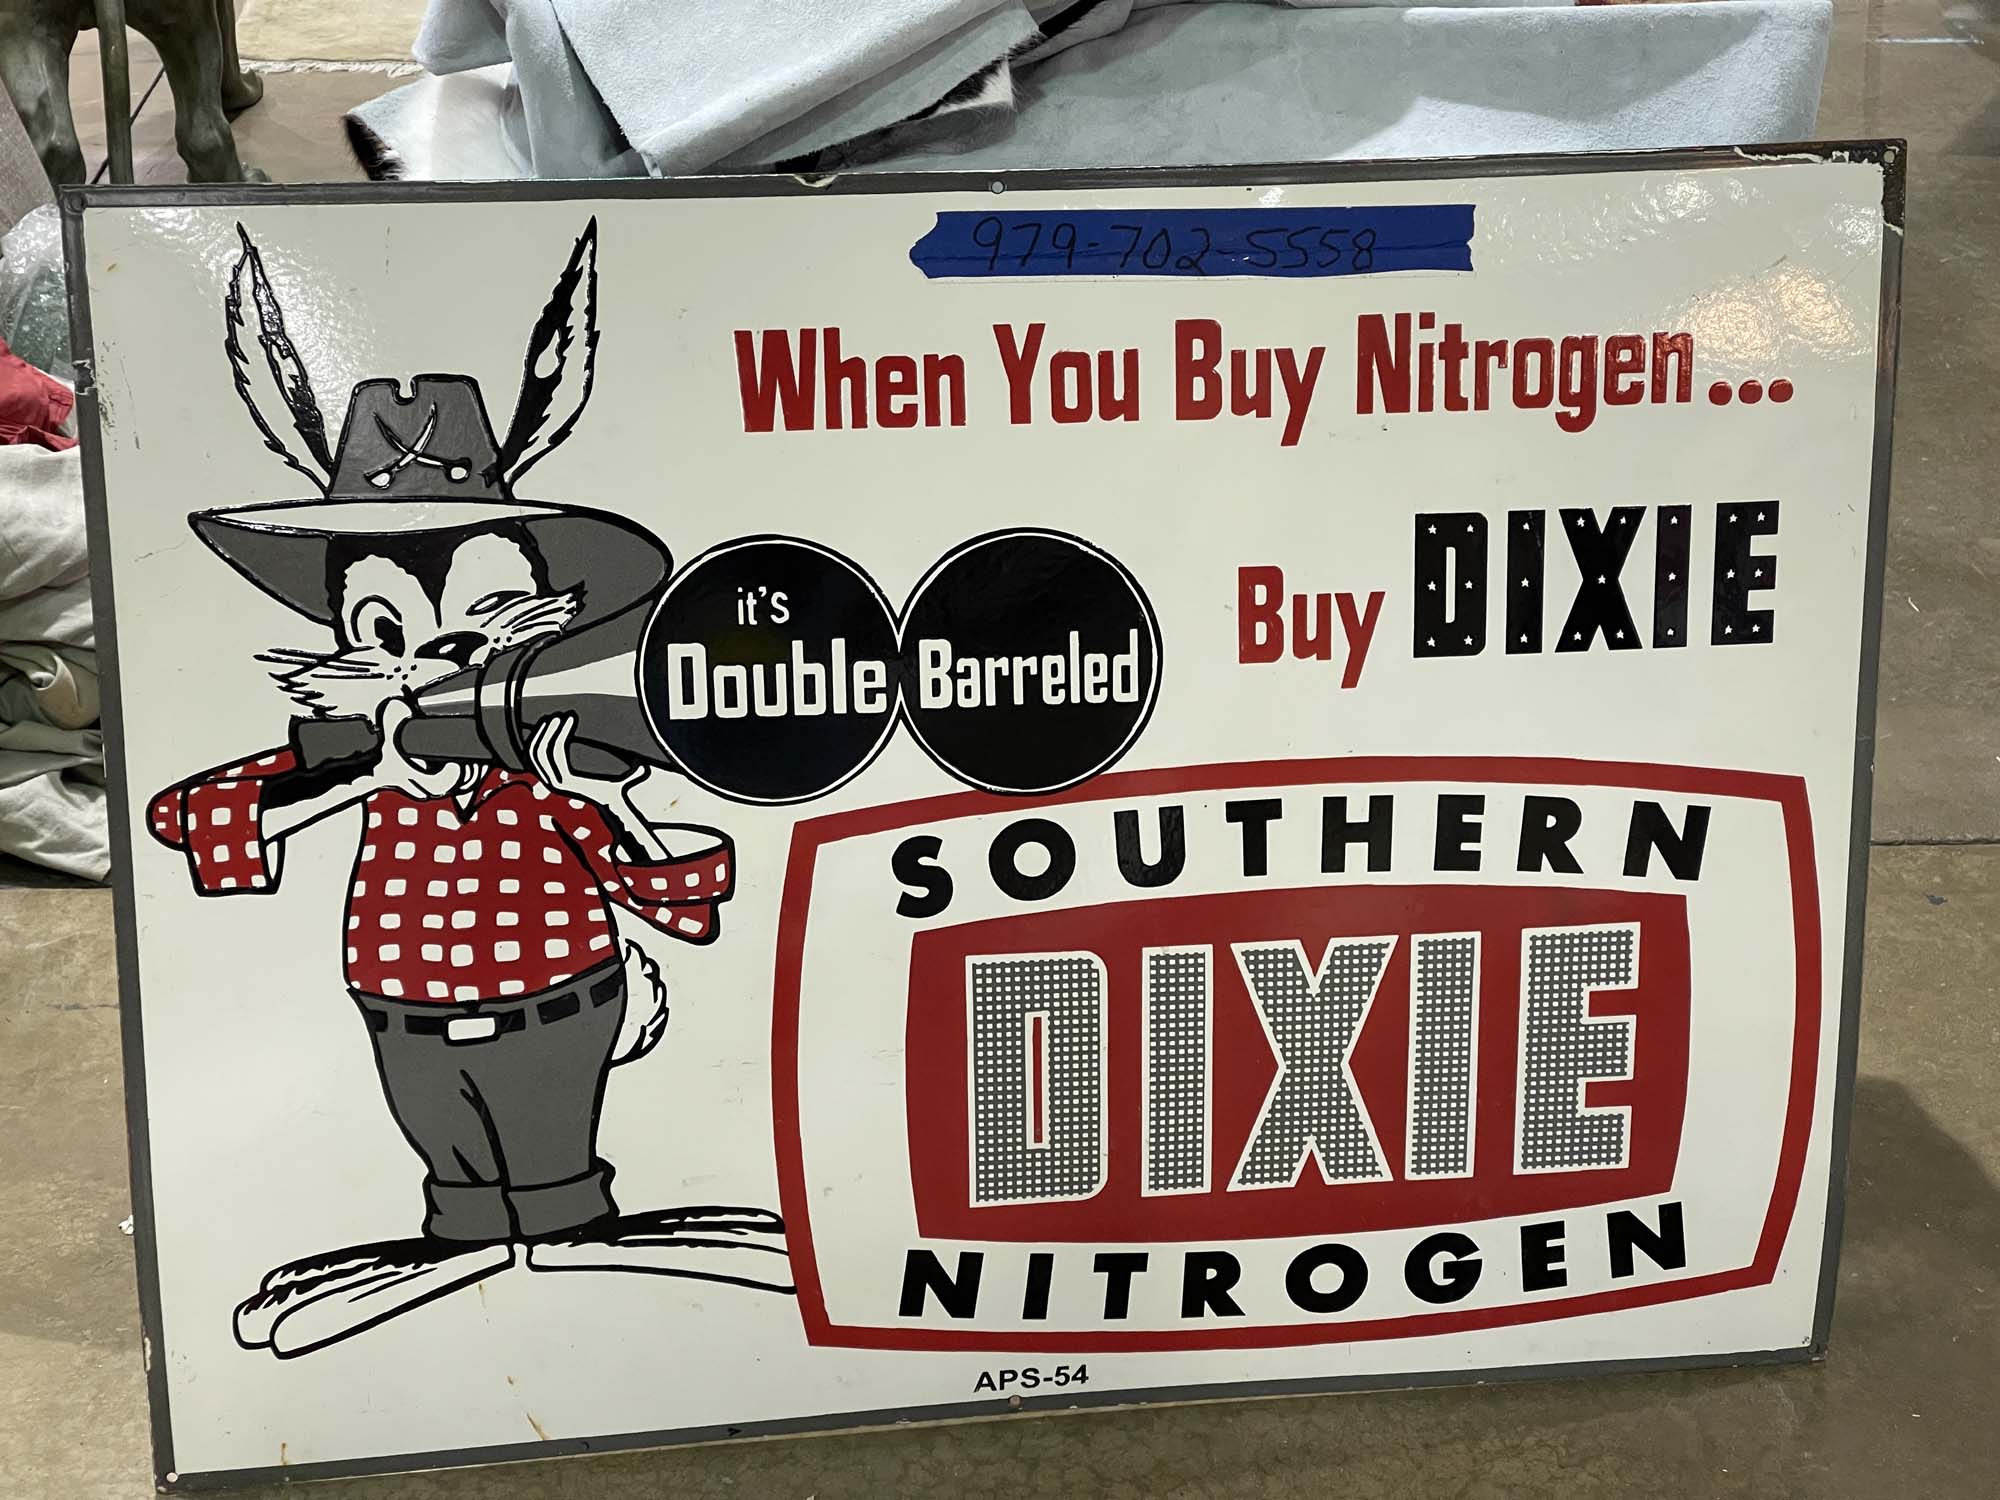 979-702-5558
When You Buy Nitrogen...
it's
Double Barreled
Buy DIXIE
SOUTHERN
DIXIE
NITROGEN
APS-54